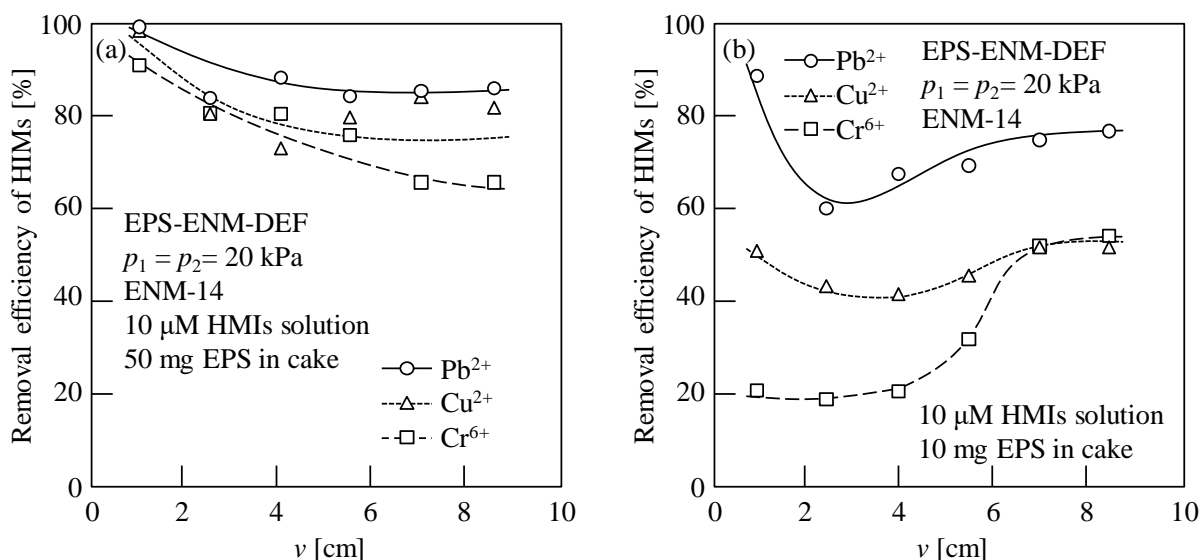 Removal efficiency of HIMs [%]
100
80
60
40
20
0
(a)
EPS-ENM-DEF
p₁ = p₂= 20 kPa
ENM-14
10 μM HMIs solution
50 mg EPS in cake
Pb²⁺
Cu²⁺
Cr⁶⁺
0 2 4 6 8 10
v [cm]
Removal efficiency of HMIs [%]
100
80
60
40
20
0
(b)
Pb²⁺
Cu²⁺
Cr⁶⁺
EPS-ENM-DEF
p₁ = p₂= 20 kPa
ENM-14
10 μM HMIs solution
10 mg EPS in cake
0 2 4 6 8 10
v [cm]